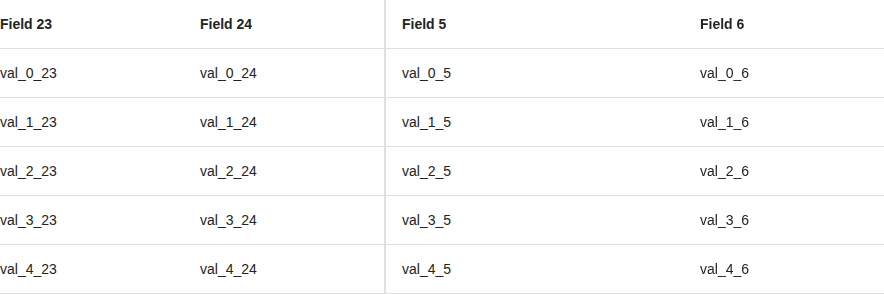 Field 23 Field 24 Field 5 Field 6
val_0_23 val_0_24 val_0_5 val_0_6
val_1_23 val_1_24 val_1_5 val_1_6
val_2_23 val_2_24 val_2_5 val_2_6
val_3_23 val_3_24 val_3_5 val_3_6
val_4_23 val_4_24 val_4_5 val_4_6